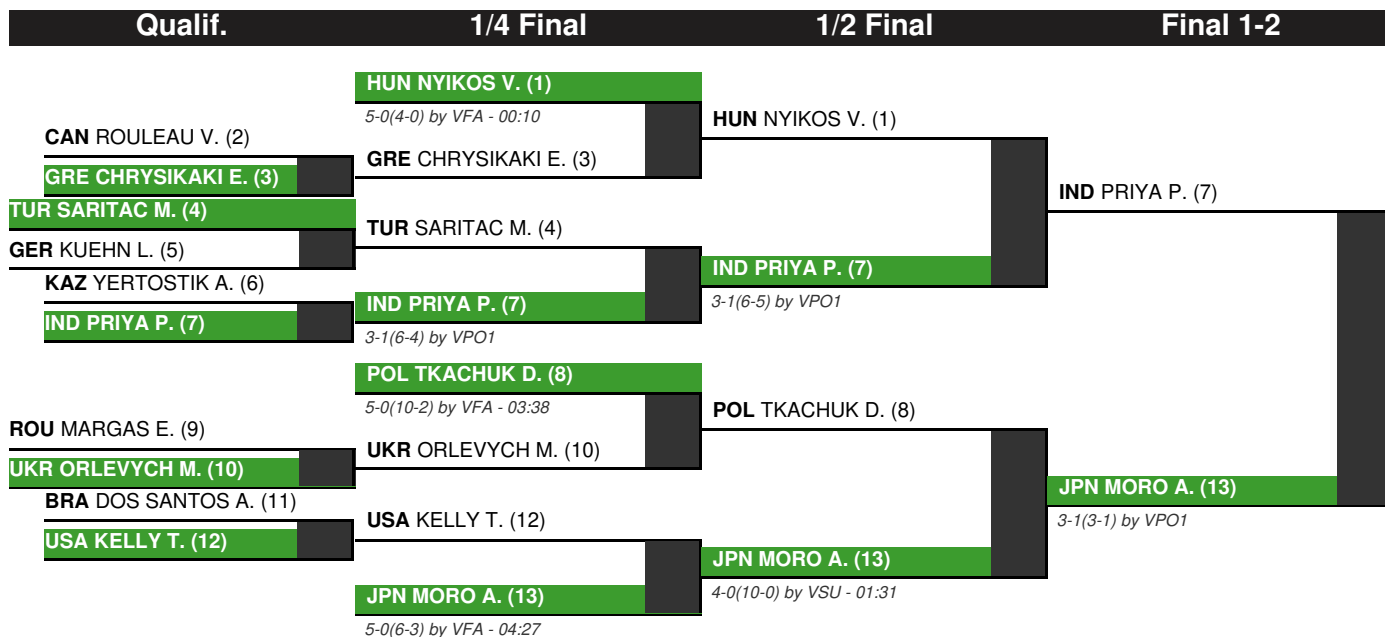 Qualif. 1/4 Final 1/2 Final Final 1-2
CAN ROULEAU V. (2)
GRE CHRYSIKAKI E. (3)
TUR SARITAC M. (4)
GER KUEHN L. (5)
KAZ YERTOSTIK A. (6)
IND PRIYA P. (7)
ROU MARGAS E. (9)
UKR ORLEVYCH M. (10)
BRA DOS SANTOS A. (11)
USA KELLY T. (12)
HUN NYIKOS V. (1)
5-0(4-0) by VFA - 00:10
GRE CHRYSIKAKI E. (3)
TUR SARITAC M. (4)
IND PRIYA P. (7)
3-1(6-4) by VPO1
POL TKACHUK D. (8)
5-0(10-2) by VFA - 03:38
UKR ORLEVYCH M. (10)
USA KELLY T. (12)
JPN MORO A. (13)
5-0(6-3) by VFA - 04:27
HUN NYIKOS V. (1)
IND PRIYA P. (7)
3-1(6-5) by VPO1
POL TKACHUK D. (8)
JPN MORO A. (13)
4-0(10-0) by VSU - 01:31
IND PRIYA P. (7)
JPN MORO A. (13)
3-1(3-1) by VPO1